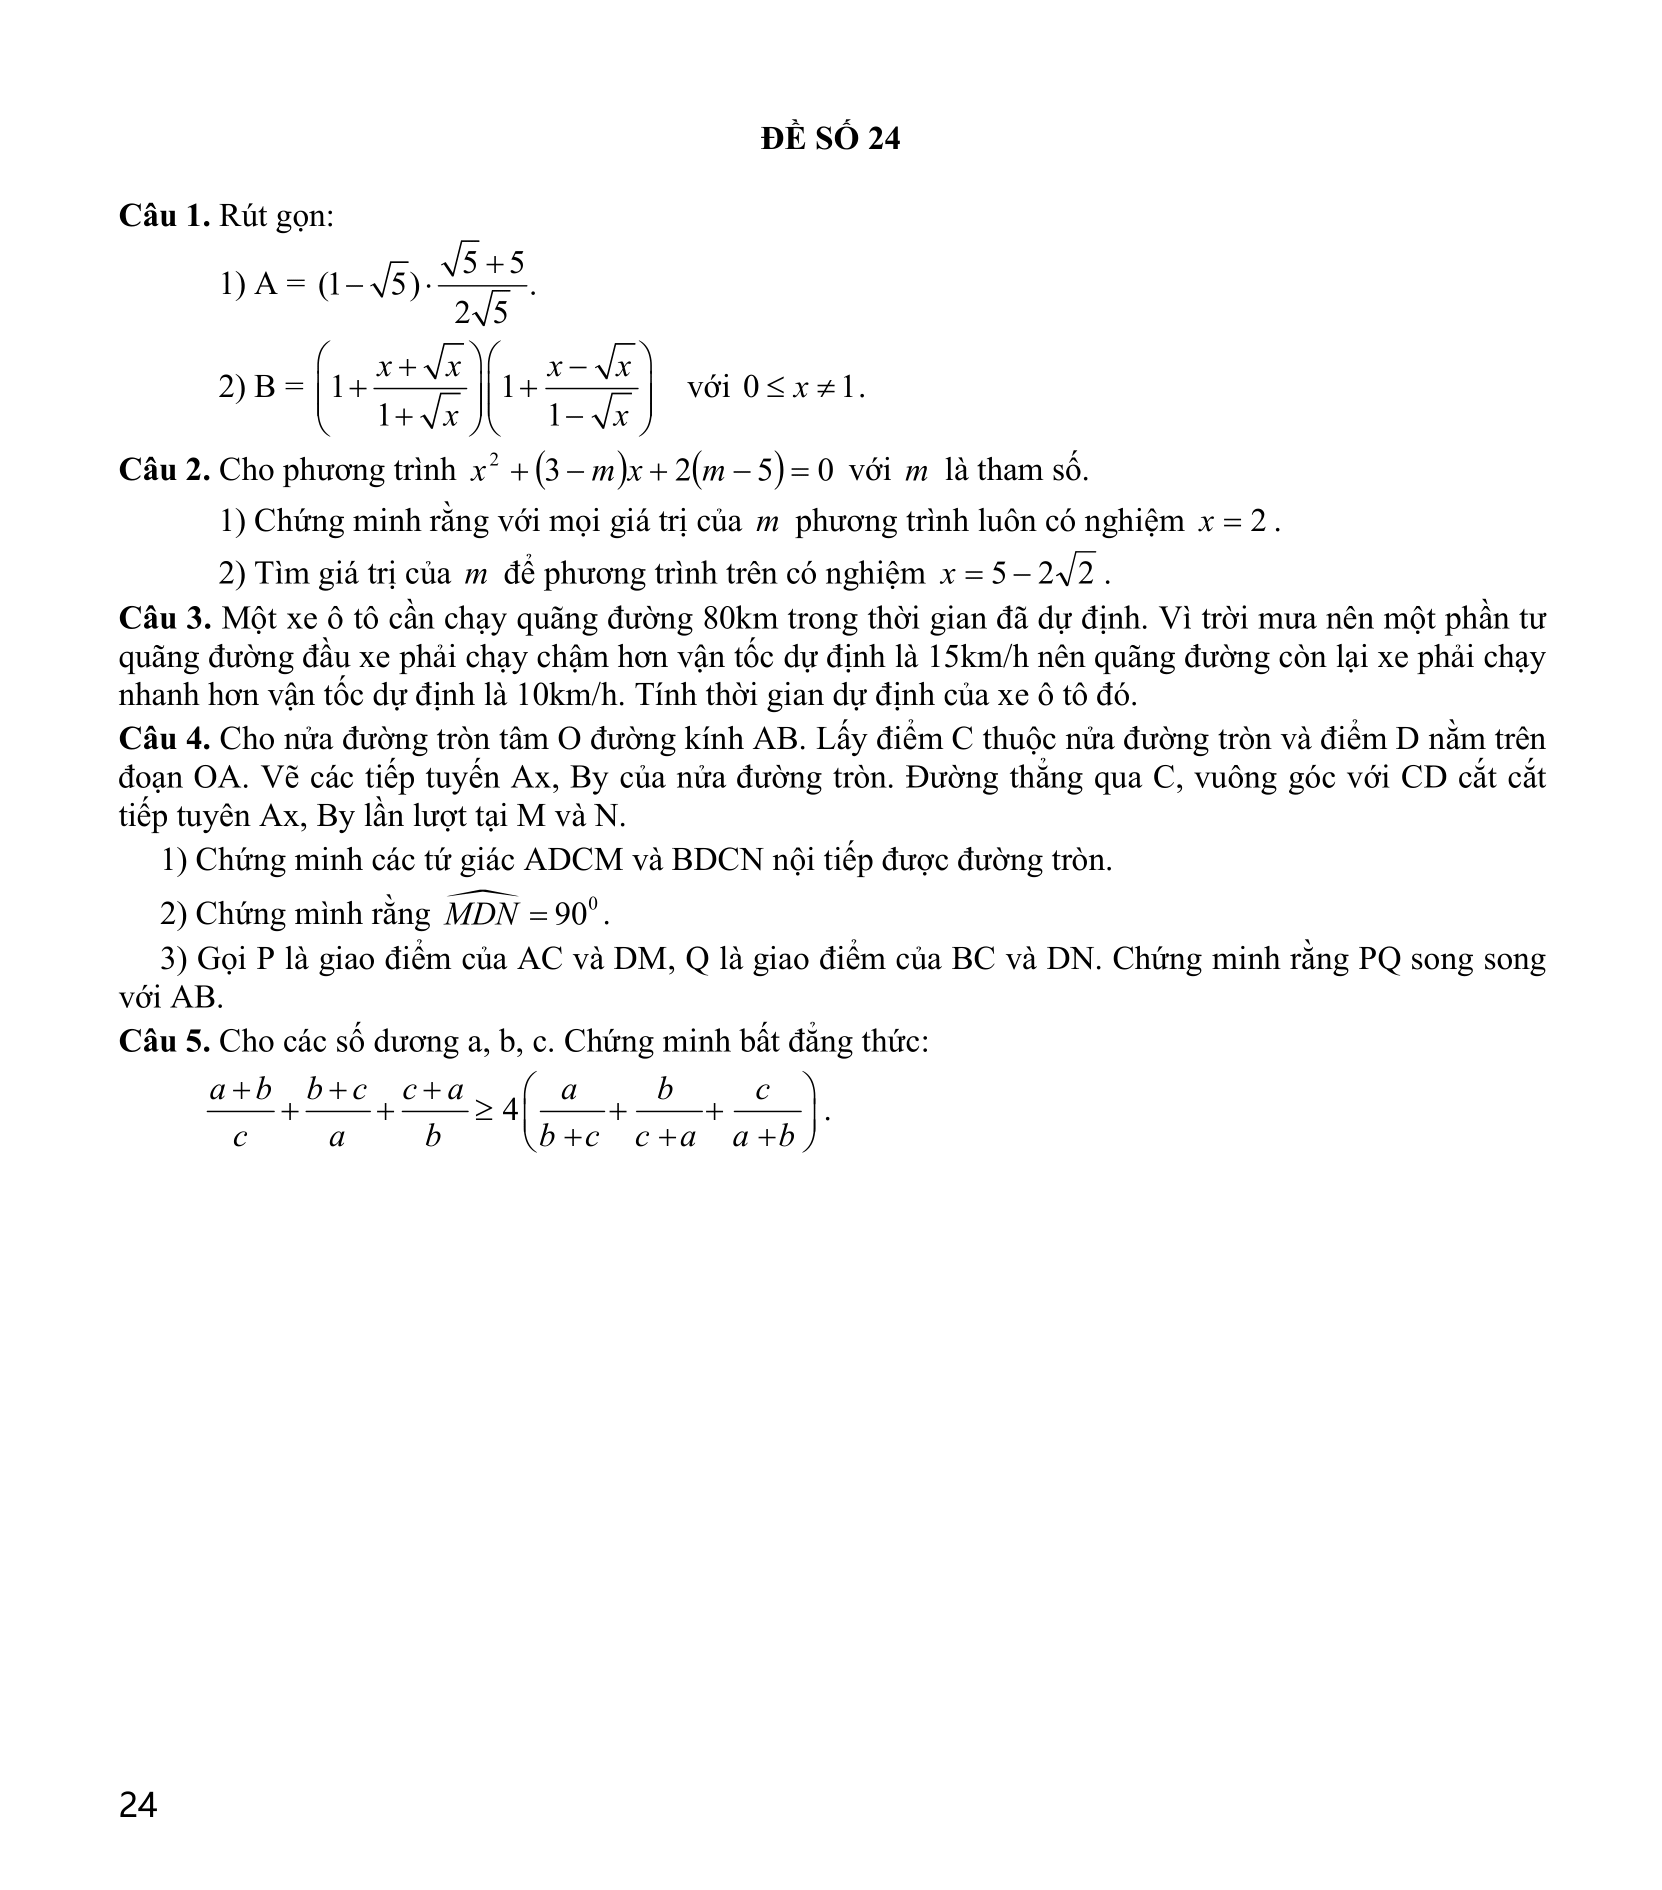 ĐỀ SỐ 24
Câu 1. Rút gọn:
1) A = $(1-\sqrt{5})\cdot\frac{\sqrt{5}+5}{2\sqrt{5}}.$
2) B = $\left(1+\frac{x+\sqrt{x}}{1+\sqrt{x}}\right)\left(1+\frac{x-\sqrt{x}}{1-\sqrt{x}}\right)$ với $0\le x\ne 1.$
Câu 2. Cho phương trình $x^2+(3-m)x+2(m-5)=0$ với $m$ là tham số.
1) Chứng minh rằng với mọi giá trị của $m$ phương trình luôn có nghiệm $x=2$.
2) Tìm giá trị của $m$ để phương trình trên có nghiệm $x=5-2\sqrt{2}$.
Câu 3. Một xe ô tô cần chạy quãng đường 80km trong thời gian đã dự định. Vì trời mưa nên một phần tư
quãng đường đầu xe phải chạy chậm hơn vận tốc dự định là 15km/h nên quãng đường còn lại xe phải chạy
nhanh hơn vận tốc dự định là 10km/h. Tính thời gian dự định của xe ô tô đó.
Câu 4. Cho nửa đường tròn tâm O đường kính AB. Lấy điểm C thuộc nửa đường tròn và điểm D nằm trên
đoạn OA. Vẽ các tiếp tuyến Ax, By của nửa đường tròn. Đường thẳng qua C, vuông góc với CD cắt cắt
tiếp tuyên Ax, By lần lượt tại M và N.
1) Chứng minh các tứ giác ADCM và BDCN nội tiếp được đường tròn.
2) Chứng mình rằng $\widehat{MDN}=90^0$.
3) Gọi P là giao điểm của AC và DM, Q là giao điểm của BC và DN. Chứng minh rằng PQ song song
với AB.
Câu 5. Cho các số dương a, b, c. Chứng minh bất đẳng thức:
$\frac{a+b}{c}+\frac{b+c}{a}+\frac{c+a}{b}\ge 4\left(\frac{a}{b+c}+\frac{b}{c+a}+\frac{c}{a+b}\right).$
24